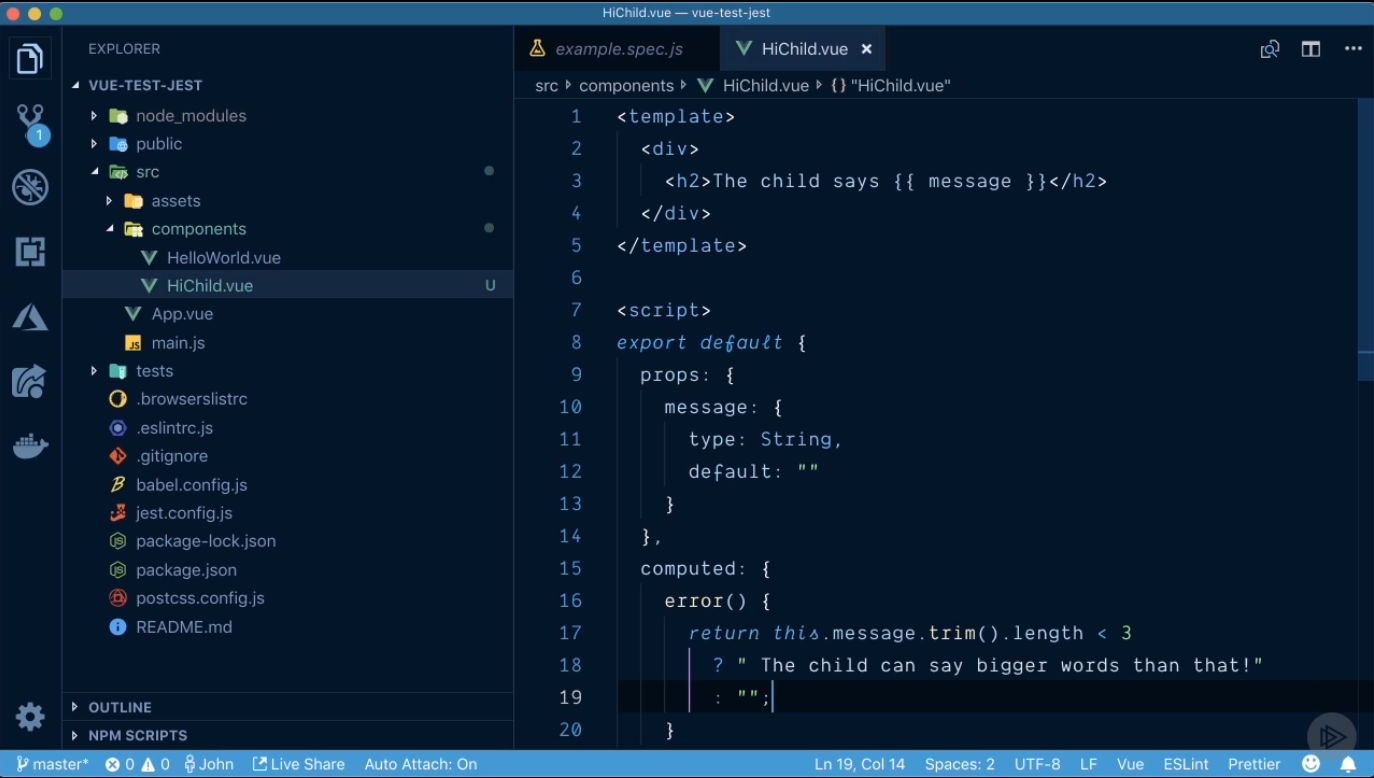 HiChild.vue — vue-test-jest
EXPLORER
VUE-TEST-JEST
node_modules
public
src
assets
components
HelloWorld.vue
HiChild.vue U
App.vue
JS main.js
tests
.browserslistrc
.eslintrc.js
.gitignore
babel.config.js
jest.config.js
package-lock.json
package.json
postcss.config.js
README.md
OUTLINE
NPM SCRIPTS
1
example.spec.js HiChild.vue ×
src components HiChild.vue {} "HiChild.vue"
1 <template>
2 <div>
3 <h2>The child says {{ message }}</h2>
4 </div>
5 </template>
6
7 <script>
8 export default {
9 props: {
10 message: {
11 type: String,
12 default: ""
13 }
14 },
15 computed: {
16 error() {
17 return this.message.trim().length < 3
18 ? " The child can say bigger words than that!"
19 : "";
20 }
master* 0 0 John Live Share Auto Attach: On Ln 19, Col 14 Spaces: 2 UTF-8 LF Vue ESLint Prettier